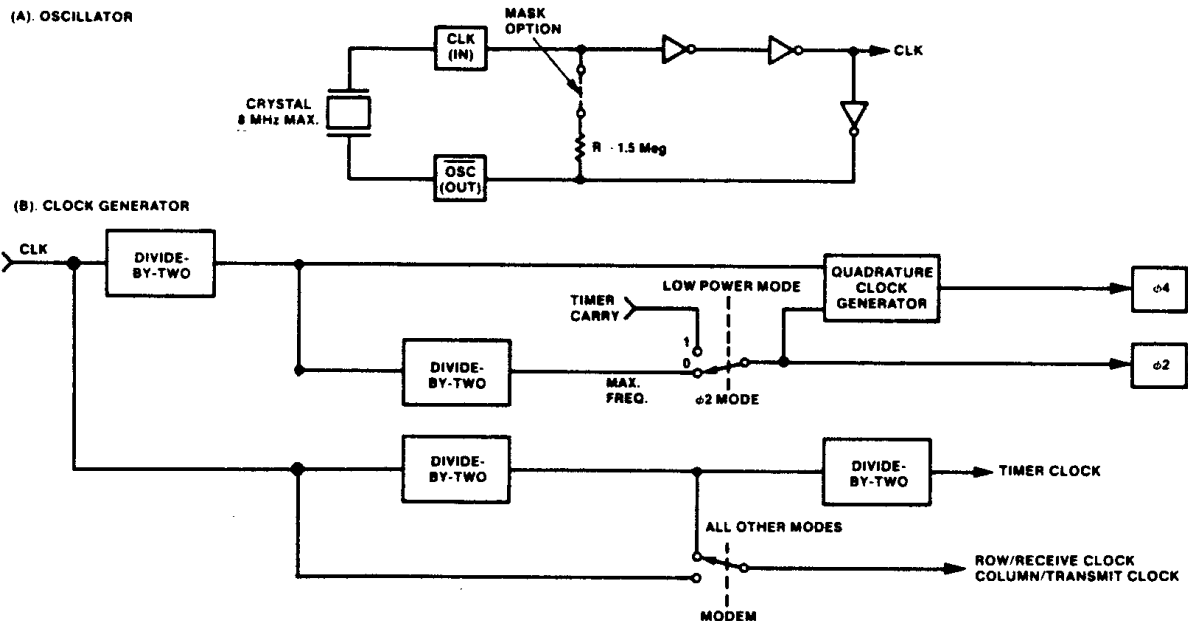 (A). OSCILLATOR
MASK
OPTION
CLK
(IN)
CLK
CRYSTAL
8 MHz MAX.
R · 1.5 Meg
OSC
(OUT)
(B). CLOCK GENERATOR
CLK
DIVIDE-
BY-TWO
QUADRATURE
CLOCK
GENERATOR
φ4
LOW POWER MODE
TIMER
CARRY
1
0
DIVIDE-
BY-TWO
MAX.
FREQ.
φ2 MODE
φ2
DIVIDE-
BY-TWO
DIVIDE-
BY-TWO
TIMER CLOCK
ALL OTHER MODES
ROW/RECEIVE CLOCK
COLUMN/TRANSMIT CLOCK
MODEM